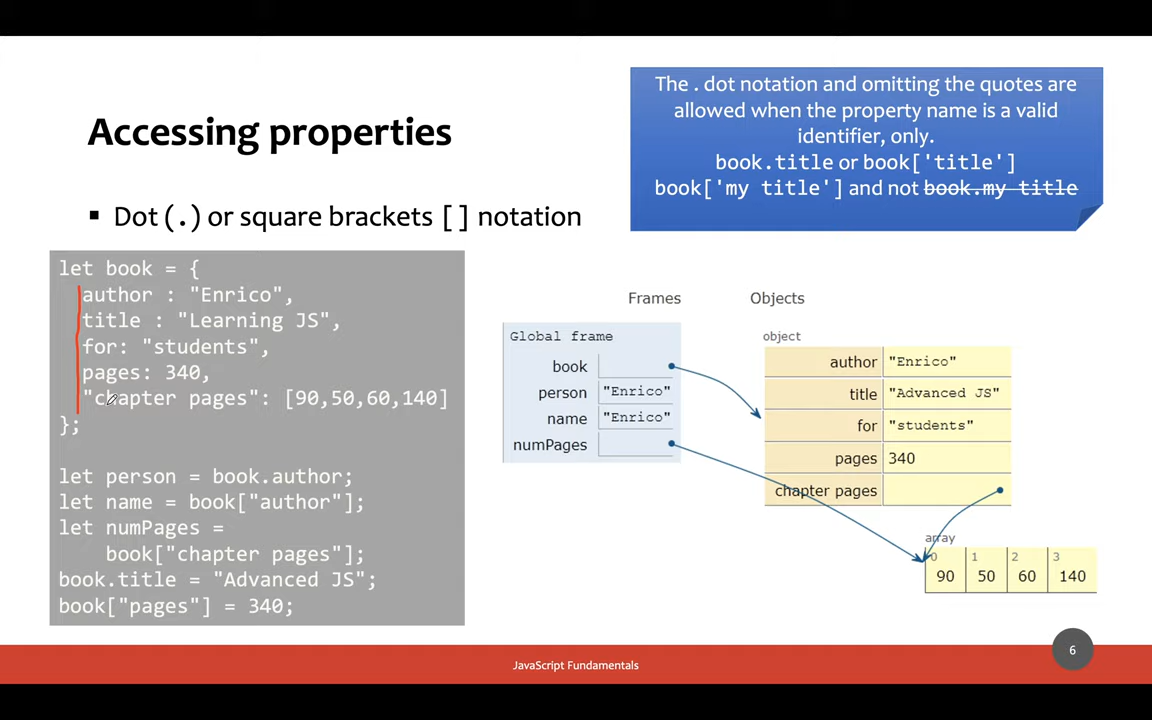 Accessing properties
The . dot notation and omitting the quotes are
allowed when the property name is a valid
identifier, only.
book.title or book['title']
book['my title'] and not book.my title
▪ Dot (.) or square brackets [] notation
let book = {
author : "Enrico",
title : "Learning JS",
for: "students",
pages: 340,
"chapter pages": [90,50,60,140]
};
let person = book.author;
let name = book["author"];
let numPages =
book["chapter pages"];
book.title = "Advanced JS";
book["pages"] = 340;
Frames
Objects
Global frame
book
person "Enrico"
name "Enrico"
numPages
object
author "Enrico"
title "Advanced JS"
for "students"
pages 340
chapter pages
array
0 1 2 3
90 50 60 140
JavaScript Fundamentals
6